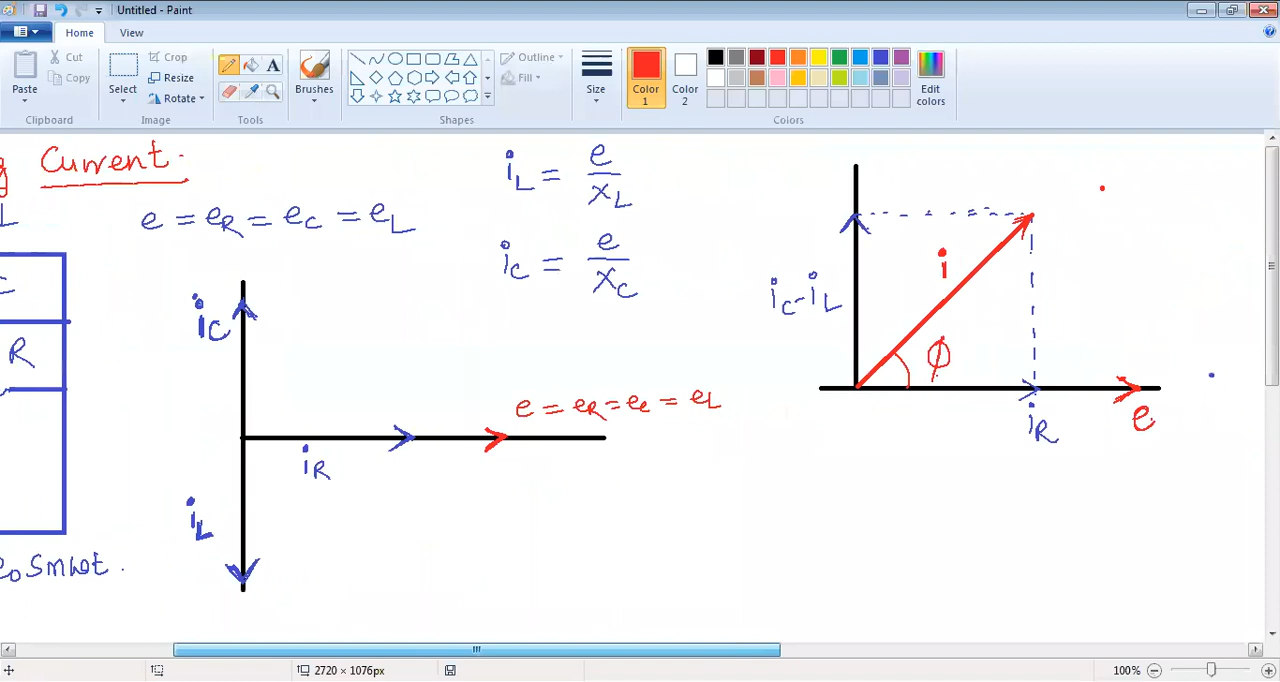 Untitled - Paint
Home
View
Paste
Cut
Copy
Clipboard
Select
Crop
Resize
Rotate
Image
Tools
Brushes
Shapes
Outline
Fill
Size
Color 1
Color 2
Edit colors
Colors
Current.
L
e = eR = eC = eL
iL = e/XL
iC = e/XC
C
R
iC
iR
iL
e = eR = ec = eL
e0 Sinωt.
iC-iL
i
φ
iR
e
2720 × 1076px
100%